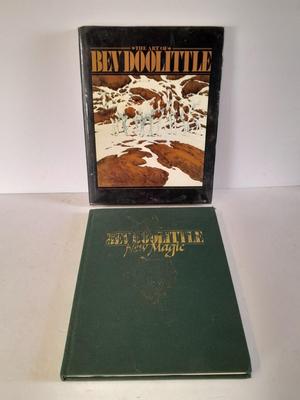 THE ART OF
BEV DOOLITTLE
BEV DOOLITTLE
New Magic